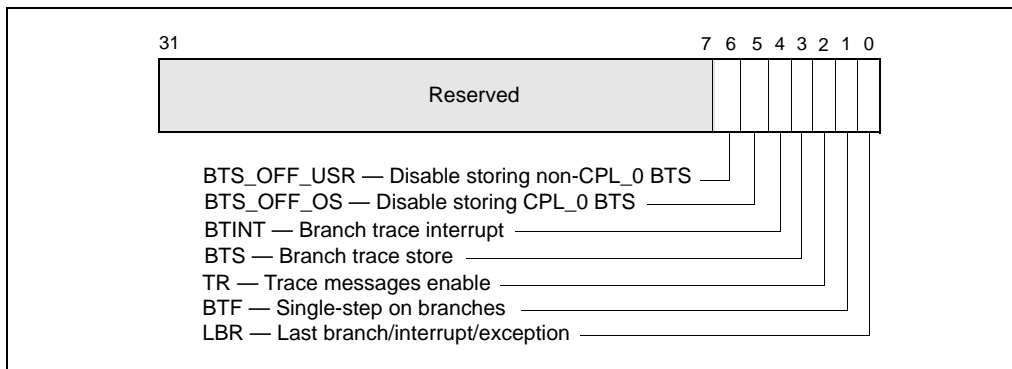 31 7 6 5 4 3 2 1 0
Reserved
BTS_OFF_USR — Disable storing non-CPL_0 BTS
BTS_OFF_OS — Disable storing CPL_0 BTS
BTINT — Branch trace interrupt
BTS — Branch trace store
TR — Trace messages enable
BTF — Single-step on branches
LBR — Last branch/interrupt/exception